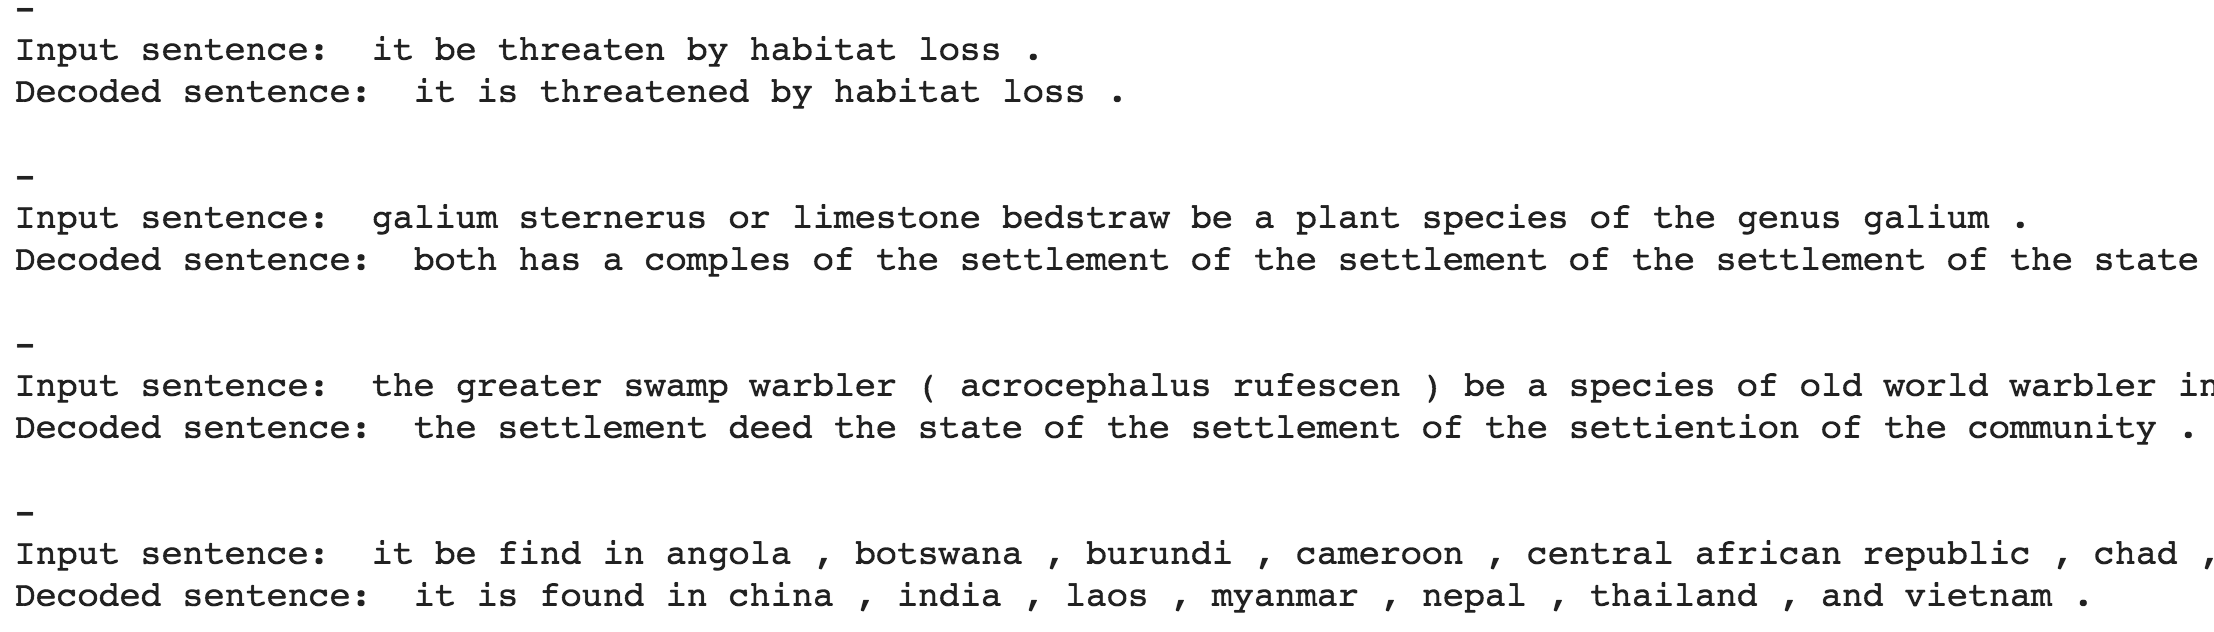 -
Input sentence:  it be threaten by habitat loss .
Decoded sentence:  it is threatened by habitat loss .
-
Input sentence:  galium sternerus or limestone bedstraw be a plant species of the genus galium .
Decoded sentence:  both has a comples of the settlement of the settlement of the settlement of the state
-
Input sentence:  the greater swamp warbler ( acrocephalus rufescen ) be a species of old world warbler in
Decoded sentence:  the settlement deed the state of the settlement of the settiention of the community .
-
Input sentence:  it be find in angola , botswana , burundi , cameroon , central african republic , chad ,
Decoded sentence:  it is found in china , india , laos , myanmar , nepal , thailand , and vietnam .